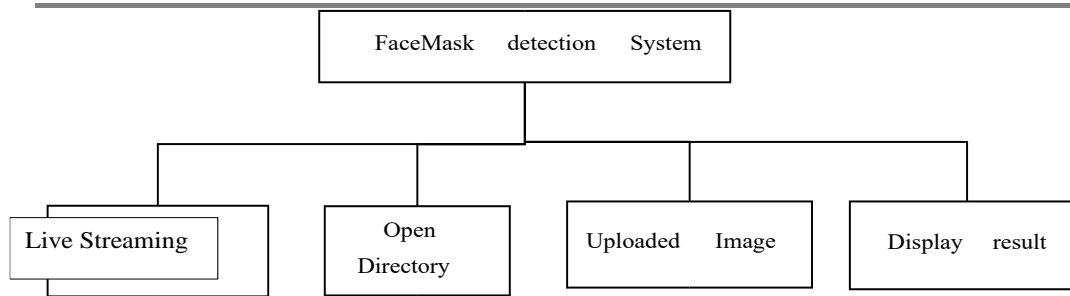 FaceMask detection System
Live Streaming
Open
Directory
Uploaded Image
Display result